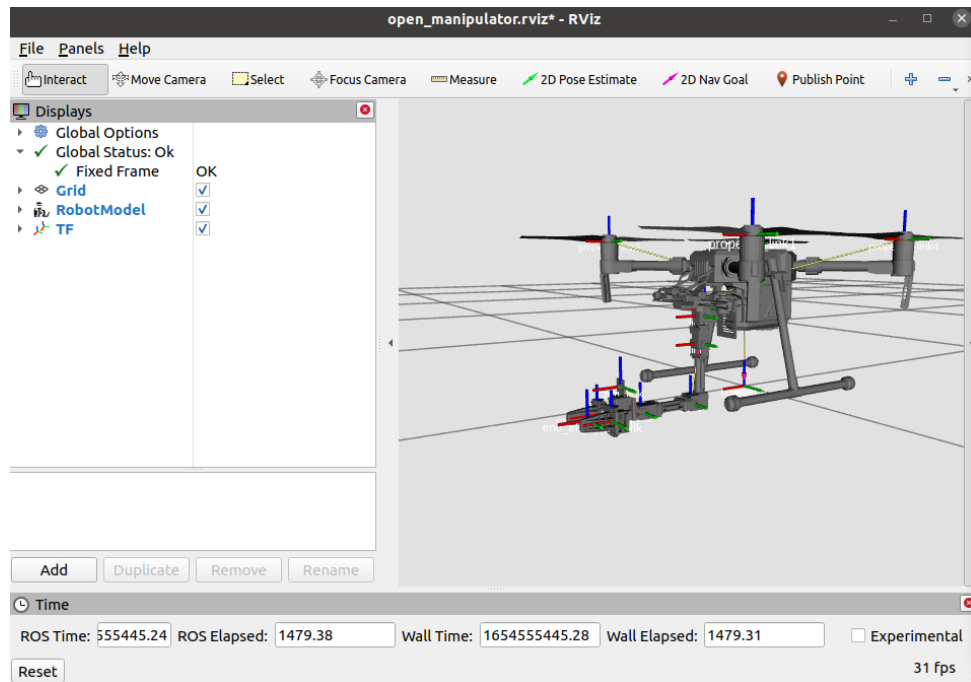 open_manipulator.rviz* - RViz
File Panels Help
Interact Move Camera Select Focus Camera Measure 2D Pose Estimate 2D Nav Goal Publish Point
Displays
Global Options
Global Status: Ok
Fixed Frame OK
Grid
RobotModel
TF
Add Duplicate Remove Rename
Time
ROS Time: 555445.24 ROS Elapsed: 1479.38 Wall Time: 1654555445.28 Wall Elapsed: 1479.31 Experimental
Reset 31 fps